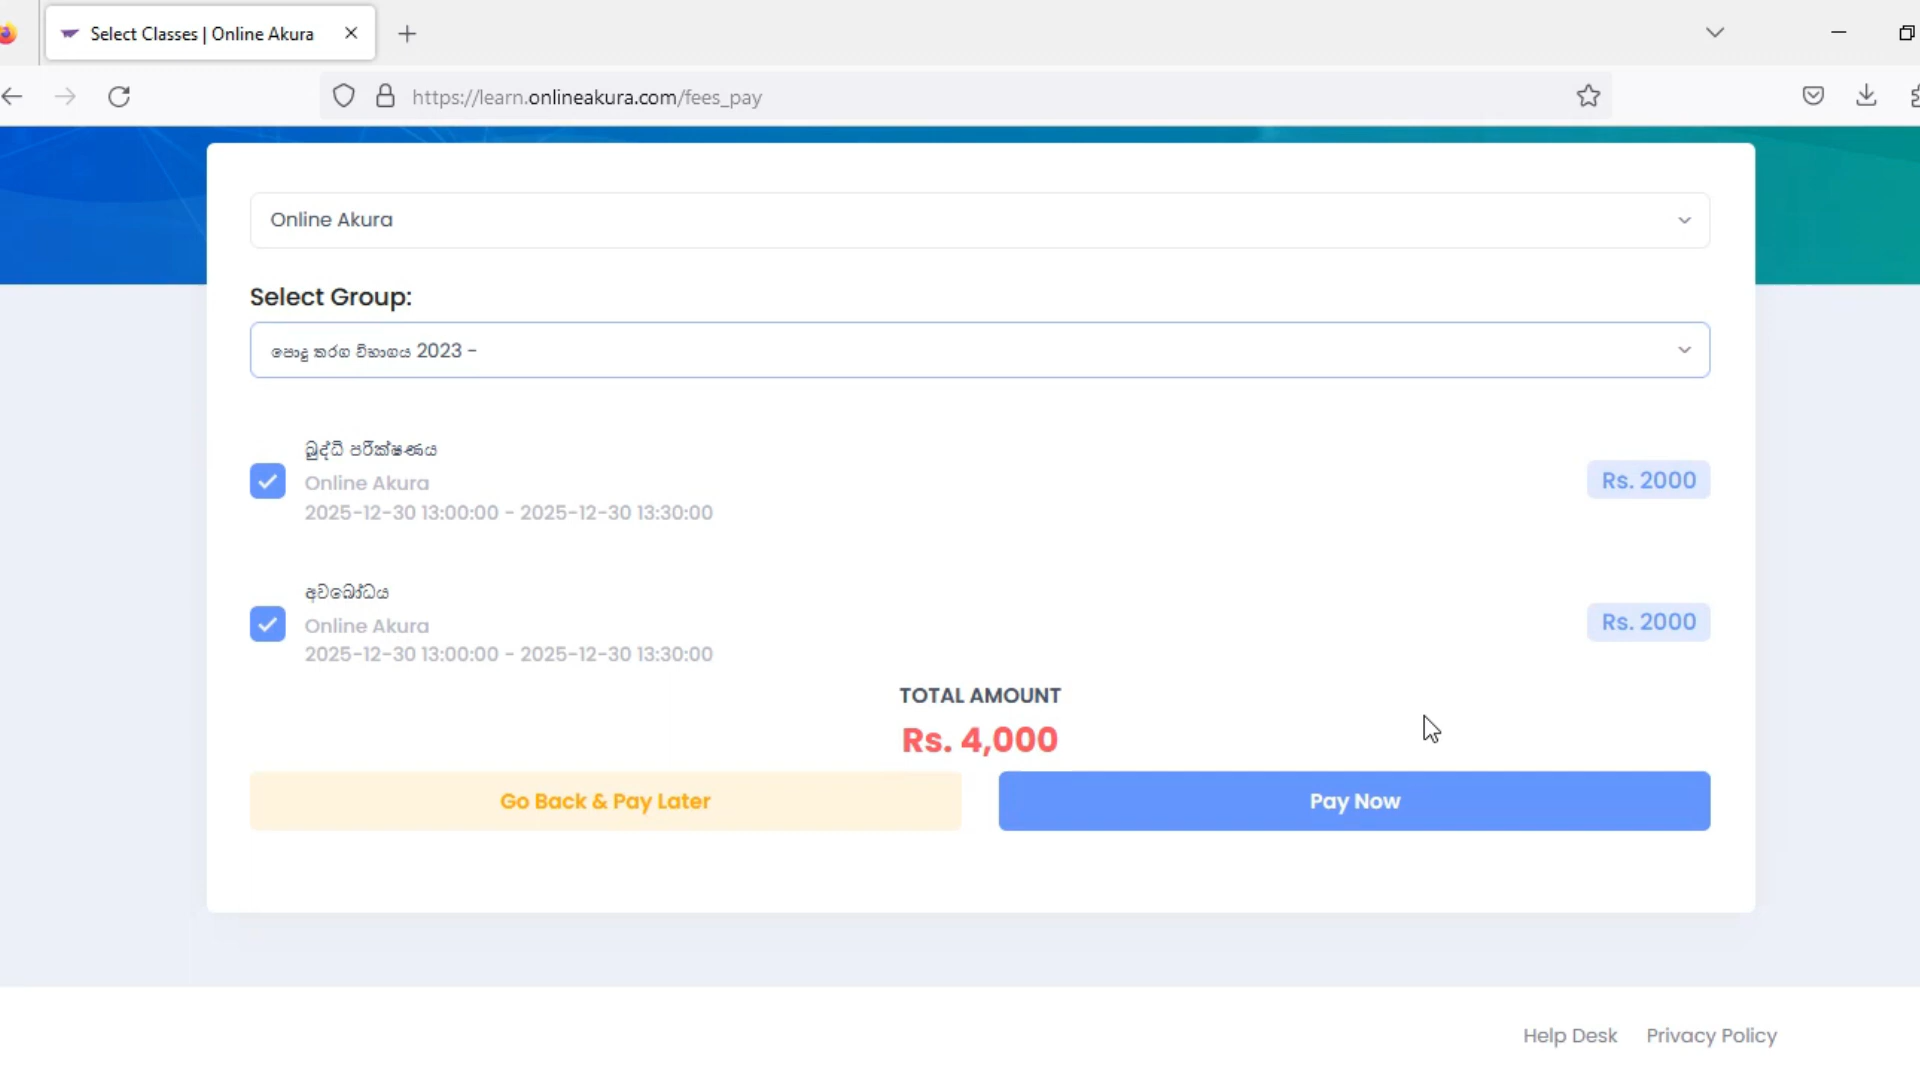 Select Classes | Online Akura
https://learn.onlineakura.com/fees_pay
Online Akura
Select Group:
පොදු තරග විභාගය 2023 -
බුද්ධි පරීක්ෂණය
Online Akura
2025-12-30 13:00:00 - 2025-12-30 13:30:00
Rs. 2000
අවබෝධය
Online Akura
2025-12-30 13:00:00 - 2025-12-30 13:30:00
Rs. 2000
TOTAL AMOUNT
Rs. 4,000
Go Back & Pay Later
Pay Now
Help Desk
Privacy Policy